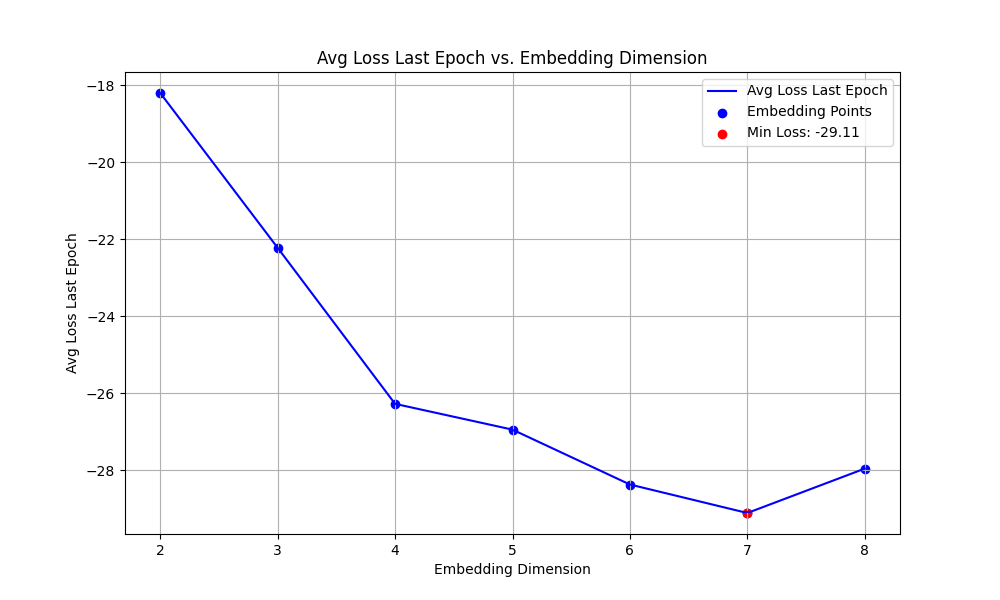 Avg Loss Last Epoch vs. Embedding Dimension
Avg Loss Last Epoch
Embedding Points
Min Loss: -29.11
−18
−20
−22
−24
−26
−28
Avg Loss Last Epoch
2 3 4 5 6 7 8
Embedding Dimension